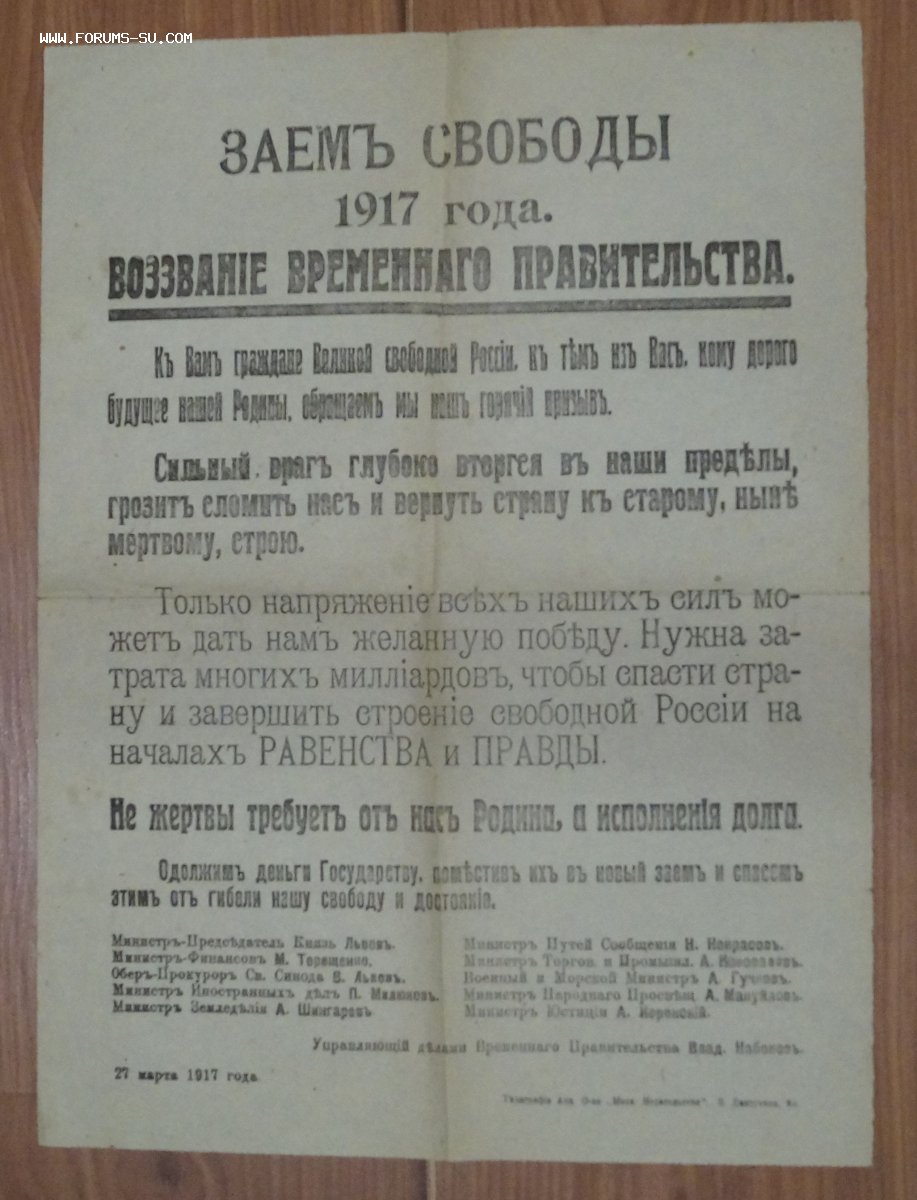 WWW.FORUMS-SU.COM
ЗАЕМЪ СВОБОДЫ
1917 года.
ВОЗЗВАНІЕ ВРЕМЕННАГО ПРАВИТЕЛЬСТВА.
Къ Вамъ граждане Великой свободной Россіи, къ тѣмъ изъ Васъ, кому дорого
будущее нашей Родины, обращаемъ мы нашъ горячій призывъ.
Сильный врагъ глубоко вторгся въ наши предѣлы,
грозитъ сломить насъ и вернуть страну къ старому, нынѣ
мертвому, строю.
Только напряженіе всѣхъ нашихъ силъ мо-
жетъ дать намъ желанную побѣду. Нужна за-
трата многихъ милліардовъ, чтобы спасти стра-
ну и завершить строеніе свободной Россіи на
началахъ РАВЕНСТВА и ПРАВДЫ.
Не жертвы требуетъ отъ насъ Родина, а исполненія долга.
Одолжимъ деньги Государству, помѣстивъ ихъ въ новый заемъ и спасемъ
этимъ отъ гибели нашу свободу и достояніе.
Министръ-Предсѣдатель Князь Львовъ.
Министръ-Финансовъ М. Терещенко.
Оберъ-Прокуроръ Св. Синода В. Львовъ.
Министръ Иностранныхъ дѣлъ П. Милюковъ.
Министръ Земледѣлія А. Шингаревъ
Министръ Путей Сообщенія Н. Некрасовъ.
Министръ Торгов. и Промышл. А. Коноваловъ.
Военный и Морской Министръ А. Гучковъ.
Министръ Народнаго Просвѣщ. А. Мануйловъ.
Министръ Юстиціи А. Керенскій.
Управляющій дѣлами Временнаго Правительства Влад. Набоковъ.
27 марта 1917 года
Типографія Акц. О-ва